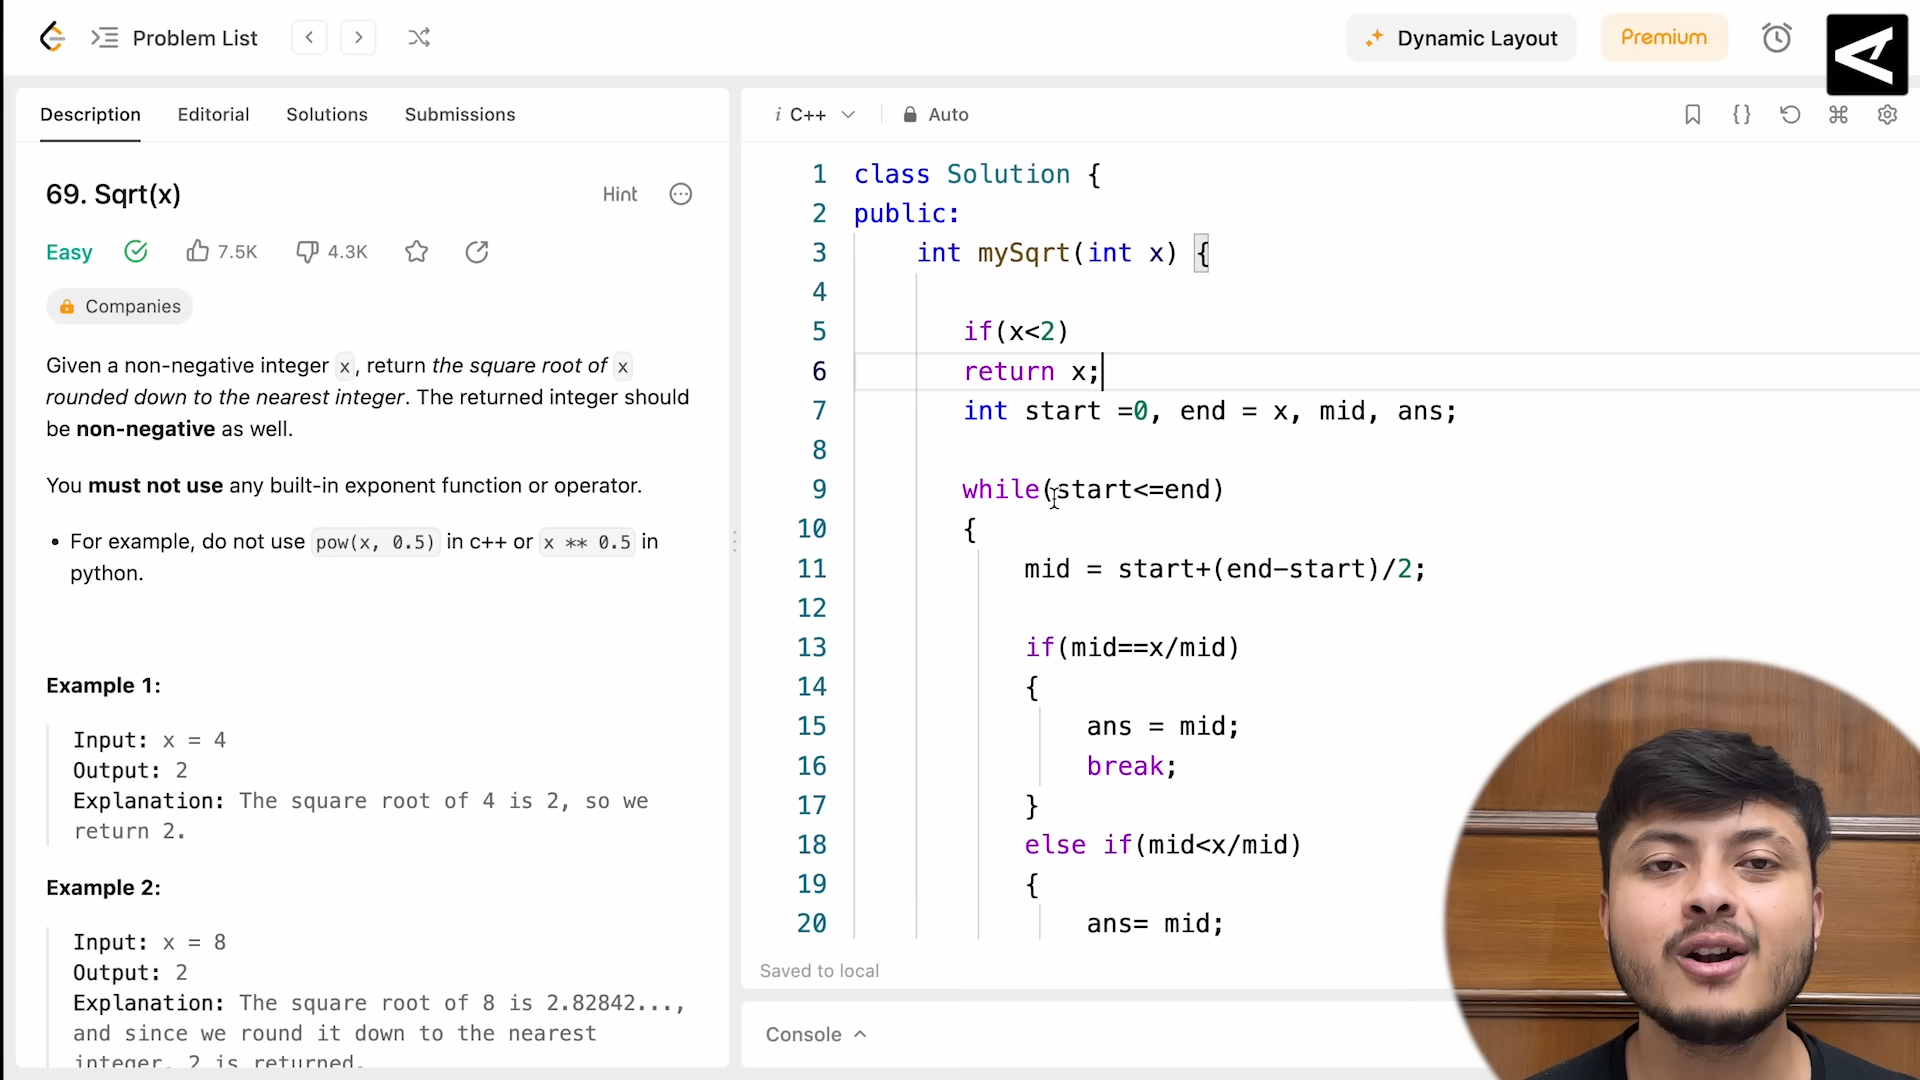 Problem List
Dynamic Layout
Premium
Description Editorial Solutions Submissions
69. Sqrt(x)
Hint
Easy 7.5K 4.3K
Companies
Given a non-negative integer x, return the square root of x
rounded down to the nearest integer. The returned integer should
be non-negative as well.
You must not use any built-in exponent function or operator.
• For example, do not use pow(x, 0.5) in c++ or x ** 0.5 in
python.
Example 1:
Input: x = 4
Output: 2
Explanation: The square root of 4 is 2, so we
return 2.
Example 2:
Input: x = 8
Output: 2
Explanation: The square root of 8 is 2.82842...,
and since we round it down to the nearest
integer, 2 is returned.
i C++ Auto
1 class Solution {
2 public:
3 int mySqrt(int x) {
4
5 if(x<2)
6 return x;
7 int start =0, end = x, mid, ans;
8
9 while(start<=end)
10 {
11 mid = start+(end-start)/2;
12
13 if(mid==x/mid)
14 {
15 ans = mid;
16 break;
17 }
18 else if(mid<x/mid)
19 {
20 ans= mid;
Saved to local
Console